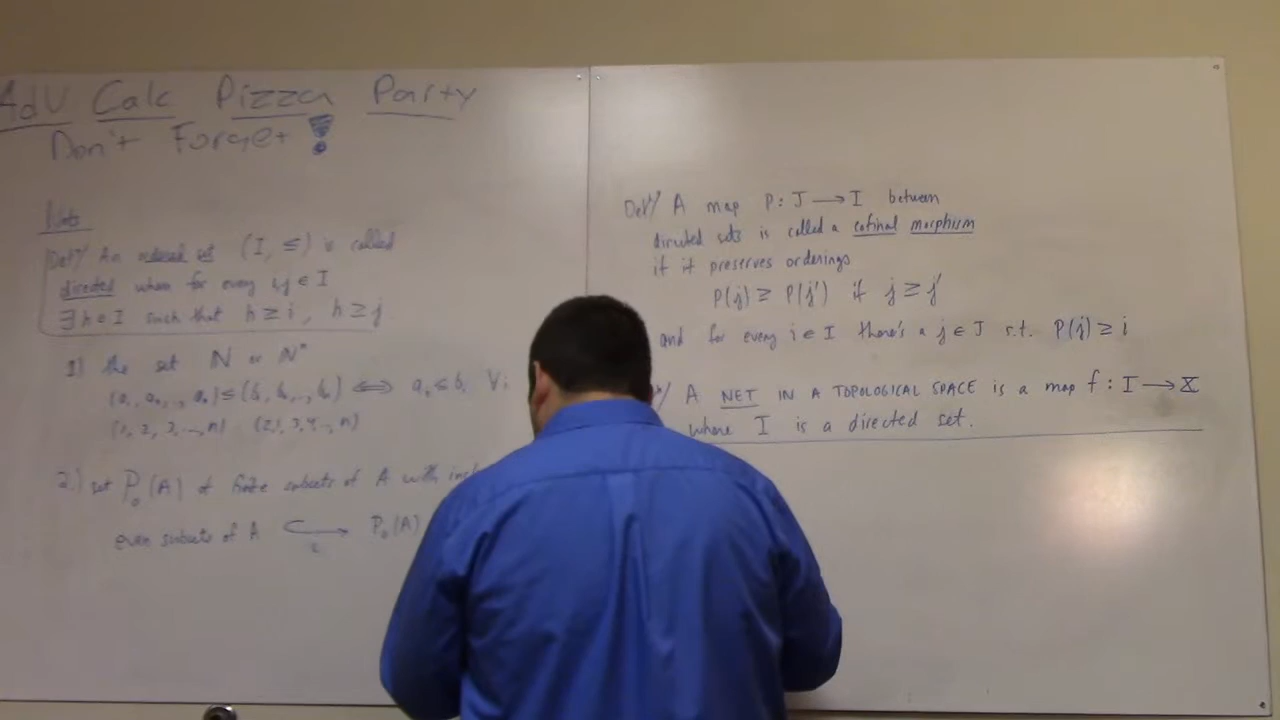 Adv Calc Pizza Party
Don't Forget!
Nets
Def/ An ordered set (I, ≤) is called
directed when for every i,j ∈ I
∃ h ∈ I such that h ≥ i, h ≥ j
1) the set ℕ or ℕⁿ
(a₁, a₂, .., aₙ) ≤ (b₁, b₂, .., bₙ) ⟺ aᵢ ≤ bᵢ ∀i
(1, 2, 3, .., n) (2, 1, 3, 4, .., n)
2.) set P₀(A) of finite subsets of A with
even subsets of A ⟶ P₀(A)
Def/ A map P: J → I between
directed sets is called a cofinal morphism
if it preserves orderings
P(j) ≥ P(j') if j ≥ j'
and for every i ∈ I there's a j ∈ J s.t. P(j) ≥ i
A NET IN A TOPOLOGICAL SPACE is a map f: I → X
where I is a directed set.